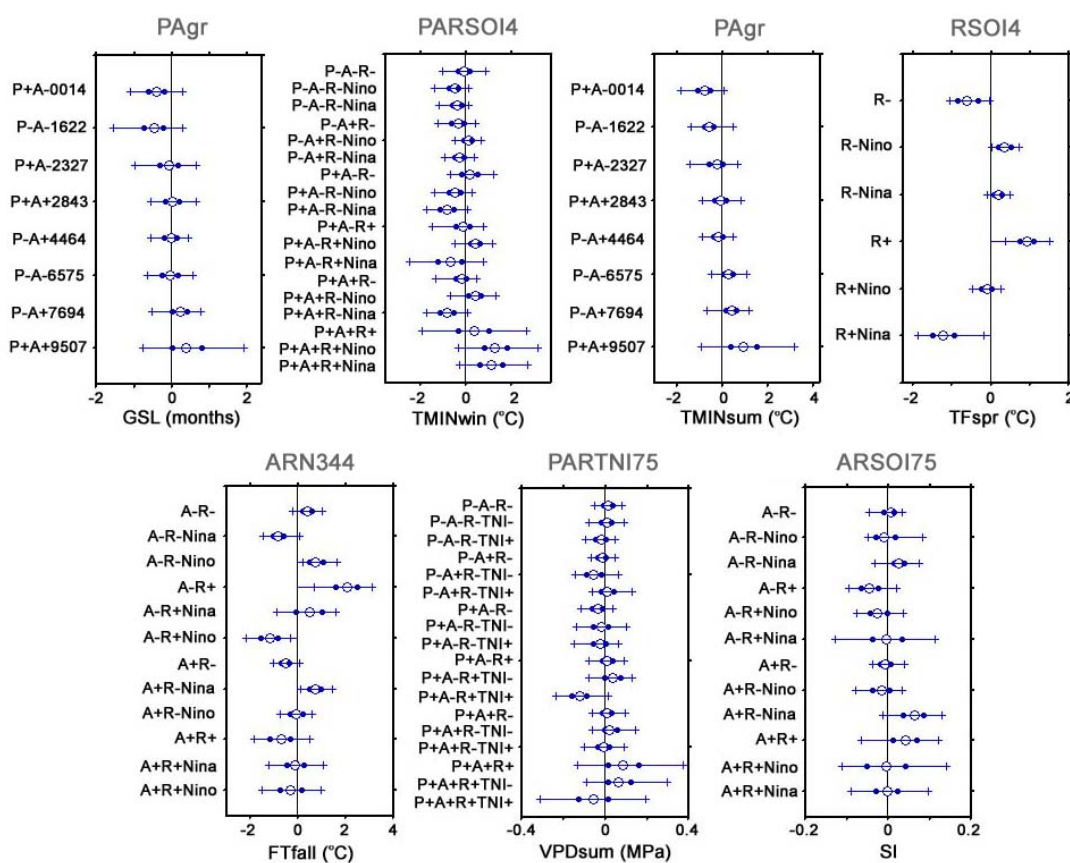 PAgr
P+A-0014
P-A-1622
P+A-2327
P+A+2843
P-A+4464
P-A-6575
P-A+7694
P+A+9507
-2 0 2
GSL (months)
PARSOI4
P-A-R-
P-A-R-Nino
P-A-R-Nina
P-A+R-
P-A+R-Nino
P-A+R-Nina
P+A-R-
P+A-R-Nino
P+A-R-Nina
P+A-R+
P+A-R+Nino
P+A-R+Nina
P+A+R-
P+A+R-Nino
P+A+R-Nina
P+A+R+
P+A+R+Nino
P+A+R+Nina
-2 0 2
TMINwin (°C)
PAgr
P+A-0014
P-A-1622
P+A-2327
P+A+2843
P-A+4464
P-A-6575
P-A+7694
P+A+9507
-2 0 2 4
TMINsum (°C)
RSOI4
R-
R-Nino
R-Nina
R+
R+Nino
R+Nina
-2 0 2
TFspr (°C)
ARN344
A-R-
A-R-Nina
A-R-Nino
A-R+
A-R+Nina
A-R+Nino
A+R-
A+R-Nina
A+R-Nino
A+R+
A+R+Nina
A+R+Nino
-2 0 2 4
FTfall (°C)
PARTNI75
P-A-R-
P-A-R-TNI-
P-A-R-TNI+
P-A+R-
P-A+R-TNI-
P-A+R-TNI+
P+A-R-
P+A-R-TNI-
P+A-R-TNI+
P+A-R+
P+A-R+TNI-
P+A-R+TNI+
P+A+R-
P+A+R-TNI-
P+A+R-TNI+
P+A+R+
P+A+R+TNI-
P+A+R+TNI+
-0.4 0 0.4
VPDsum (MPa)
ARSOI75
A-R-
A-R-Nino
A-R-Nina
A-R+
A-R+Nino
A-R+Nina
A+R-
A+R-Nino
A+R-Nina
A+R+
A+R+Nino
A+R+Nina
-0.2 0 0.2
SI